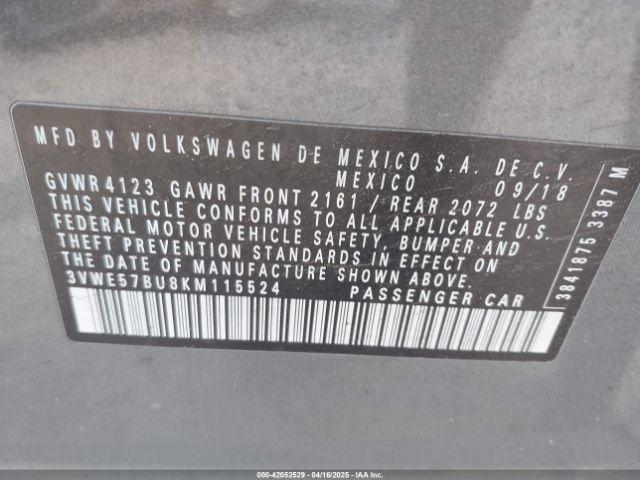 MFD BY VOLKSWAGEN DE MEXICO S.A. DE C.V.
MEXICO 09/18
GVWR 4123 GAWR FRONT 2161 / REAR 2072 LBS
THIS VEHICLE CONFORMS TO ALL APPLICABLE U.S.
FEDERAL MOTOR VEHICLE SAFETY, BUMPER AND
THEFT PREVENTION STANDARDS IN EFFECT ON
THE DATE OF MANUFACTURE SHOWN ABOVE.
3VWE57BU8KM115524 PASSENGER CAR
3841875 3387 M
000-42052529 - 04/16/2025 - IAAI.CA